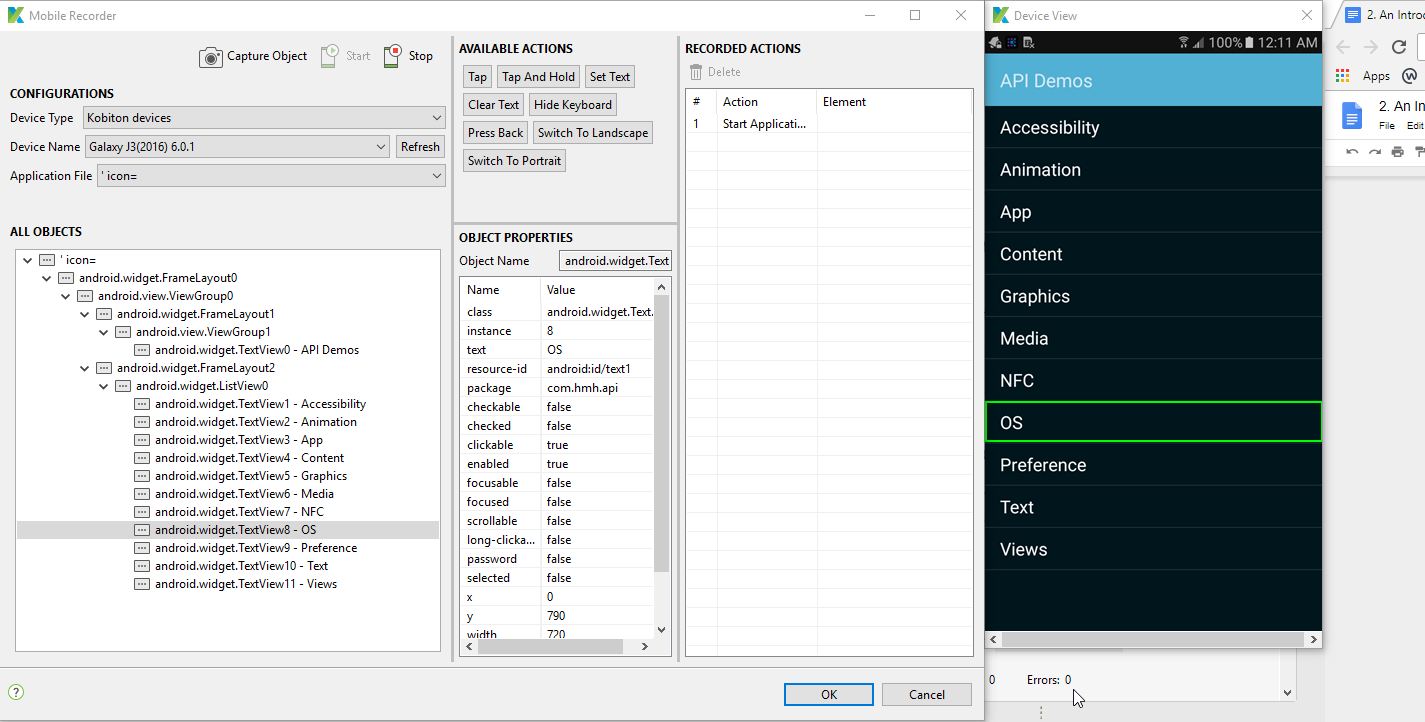 Mobile Recorder
Capture Object
Start
Stop
CONFIGURATIONS
Device Type
Kobiton devices
Device Name
Galaxy J3(2016) 6.0.1
Refresh
Application File
' icon=
ALL OBJECTS
' icon=
android.widget.FrameLayout0
android.view.ViewGroup0
android.widget.FrameLayout1
android.view.ViewGroup1
android.widget.TextView0 - API Demos
android.widget.FrameLayout2
android.widget.ListView0
android.widget.TextView1 - Accessibility
android.widget.TextView2 - Animation
android.widget.TextView3 - App
android.widget.TextView4 - Content
android.widget.TextView5 - Graphics
android.widget.TextView6 - Media
android.widget.TextView7 - NFC
android.widget.TextView8 - OS
android.widget.TextView9 - Preference
android.widget.TextView10 - Text
android.widget.TextView11 - Views
AVAILABLE ACTIONS
Tap Tap And Hold Set Text
Clear Text Hide Keyboard
Press Back Switch To Landscape
Switch To Portrait
OBJECT PROPERTIES
Object Name android.widget.Text
Name Value
class android.widget.Text.
instance 8
text OS
resource-id android:id/text1
package com.hmh.api
checkable false
checked false
clickable true
enabled true
focusable false
focused false
scrollable false
long-clicka... false
password false
selected false
x 0
y 790
width 720
RECORDED ACTIONS
Delete
# Action Element
1 Start Applicati...
OK
Cancel
?
Device View
100% 12:11 AM
API Demos
Accessibility
Animation
App
Content
Graphics
Media
NFC
OS
Preference
Text
Views
0 Errors: 0
2. An Introd
Apps
2. An In
File Edit